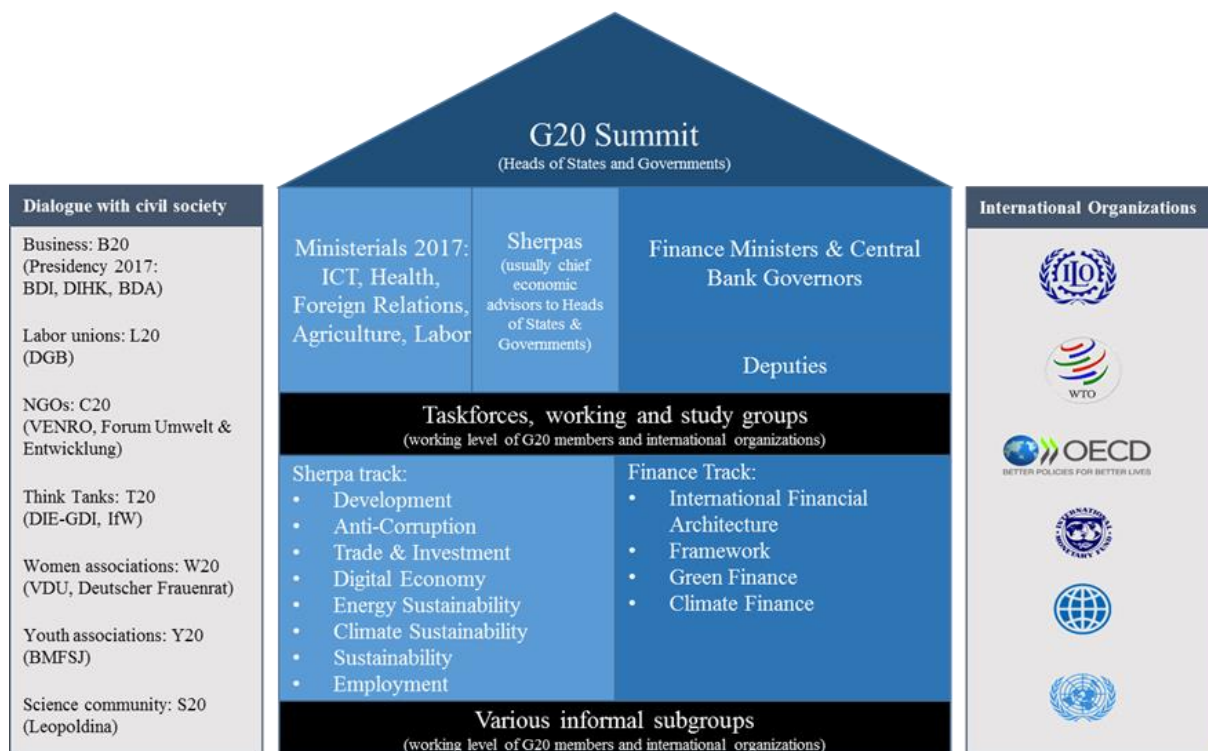 G20 Summit
(Heads of States and Governments)
Dialogue with civil society
Business: B20
(Presidency 2017:
BDI, DIHK, BDA)
Labor unions: L20
(DGB)
NGOs: C20
(VENRO, Forum Umwelt &
Entwicklung)
Think Tanks: T20
(DIE-GDI, IfW)
Women associations: W20
(VDU, Deutscher Frauenrat)
Youth associations: Y20
(BMFSJ)
Science community: S20
(Leopoldina)
Ministerials 2017:
ICT, Health,
Foreign Relations,
Agriculture, Labor
Sherpas
(usually chief
economic
advisors to Heads
of States &
Governments)
Finance Ministers & Central
Bank Governors
Deputies
Taskforces, working and study groups
(working level of G20 members and international organizations)
Sherpa track:
• Development
• Anti-Corruption
• Trade & Investment
• Digital Economy
• Energy Sustainability
• Climate Sustainability
• Sustainability
• Employment
Finance Track:
• International Financial
Architecture
• Framework
• Green Finance
• Climate Finance
Various informal subgroups
(working level of G20 members and international organizations)
International Organizations
ILO
WTO
OECD
BETTER POLICIES FOR BETTER LIVES
INTERNATIONAL
MONETARY FUND